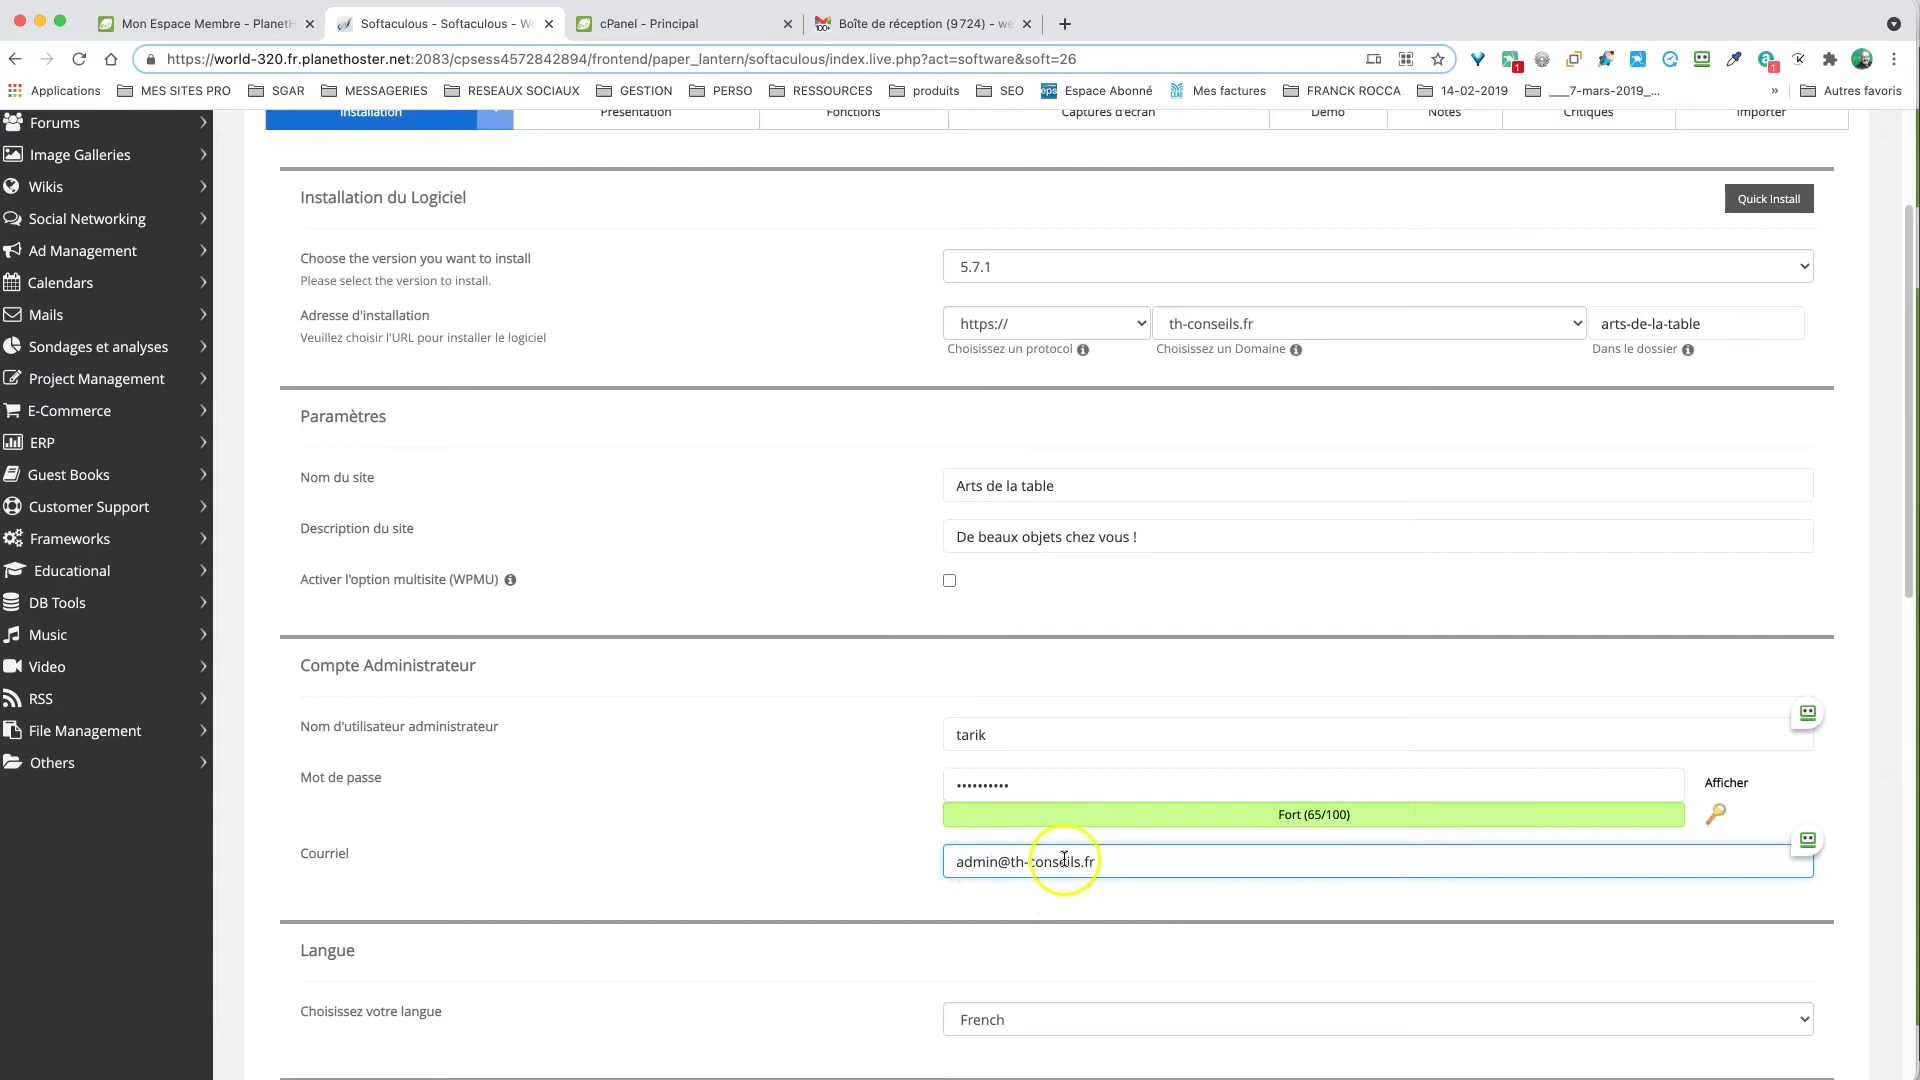 Mon Espace Membre - PlanetH
Softaculous - Softaculous - Wo
cPanel - Principal
Boîte de réception (9 724) - we
https://world-320.fr.planethoster.net:2083/cpsess4572842894/frontend/paper_lantern/softaculous/index.live.php?act=software&soft=26
Applications
MES SITES PRO
SGAR
MESSAGERIES
RESEAUX SOCIAUX
GESTION
PERSO
RESSOURCES
produits
SEO
Espace Abonné
Mes factures
FRANCK ROCCA
14-02-2019
___7-mars-2019_...
»
Autres favoris
Installation
Présentation
Fonctions
Captures d'écran
Demo
Notes
Critiques
Importer
Forums
Image Galleries
Wikis
Social Networking
Ad Management
Calendars
Mails
Sondages et analyses
Project Management
E-Commerce
ERP
Guest Books
Customer Support
Frameworks
Educational
DB Tools
Music
Video
RSS
File Management
Others
Installation du Logiciel
Quick Install
Choose the version you want to install
Please select the version to install.
5.7.1
Adresse d'installation
Veuillez choisir l'URL pour installer le logiciel
https://
th-conseils.fr
arts-de-la-table
Choisissez un protocol
Choisissez un Domaine
Dans le dossier
Paramètres
Nom du site
Arts de la table
Description du site
De beaux objets chez vous !
Activer l'option multisite (WPMU)
Compte Administrateur
Nom d'utilisateur administrateur
tarik
Mot de passe
••••••••••
Afficher
Fort (65/100)
Courriel
admin@th-conseils.fr
Langue
Choisissez votre langue
French